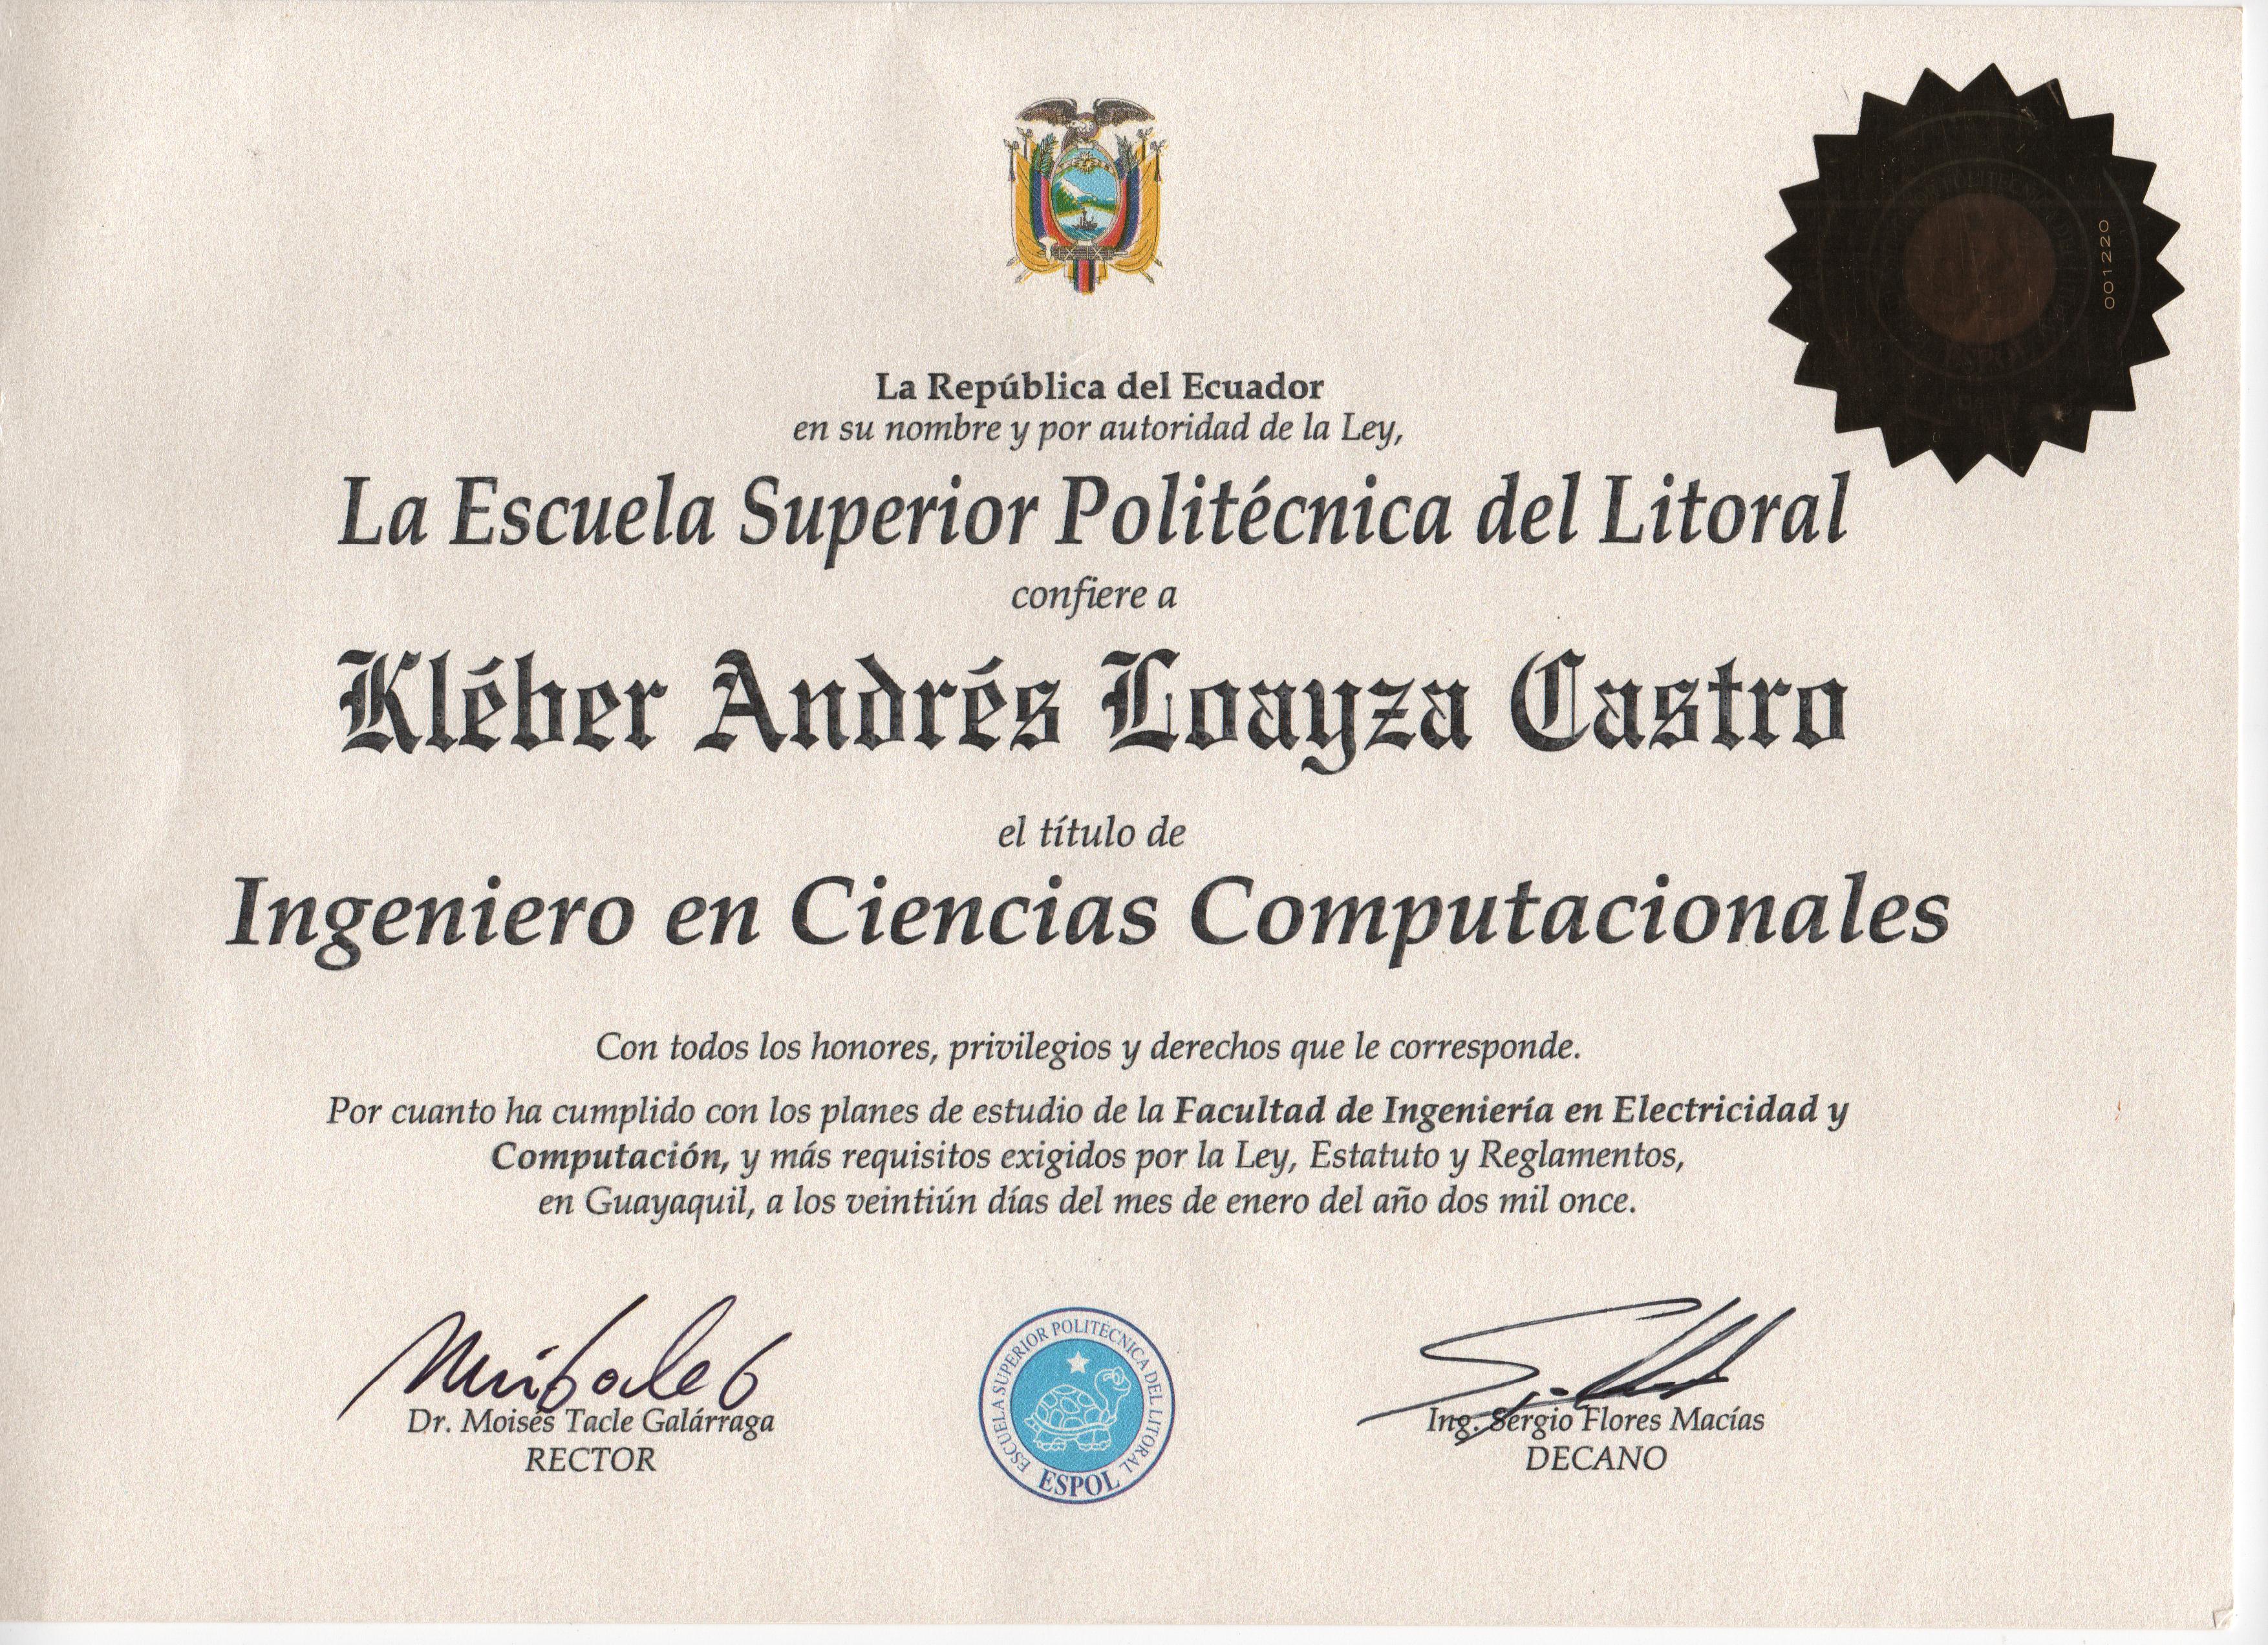 La República del Ecuador
en su nombre y por autoridad de la Ley,
La Escuela Superior Politécnica del Litoral
confiere a
Kléber Andrés Loayza Castro
el título de
Ingeniero en Ciencias Computacionales
Con todos los honores, privilegios y derechos que le corresponde.
Por cuanto ha cumplido con los planes de estudio de la Facultad de Ingeniería en Electricidad y
Computación, y más requisitos exigidos por la Ley, Estatuto y Reglamentos,
en Guayaquil, a los veintiún días del mes de enero del año dos mil once.
Dr. Moisés Tacle Galárraga
RECTOR
ESCUELA SUPERIOR POLITECNICA DEL LITORAL
ESPOL
Ing. Sergio Flores Macías
DECANO
001220